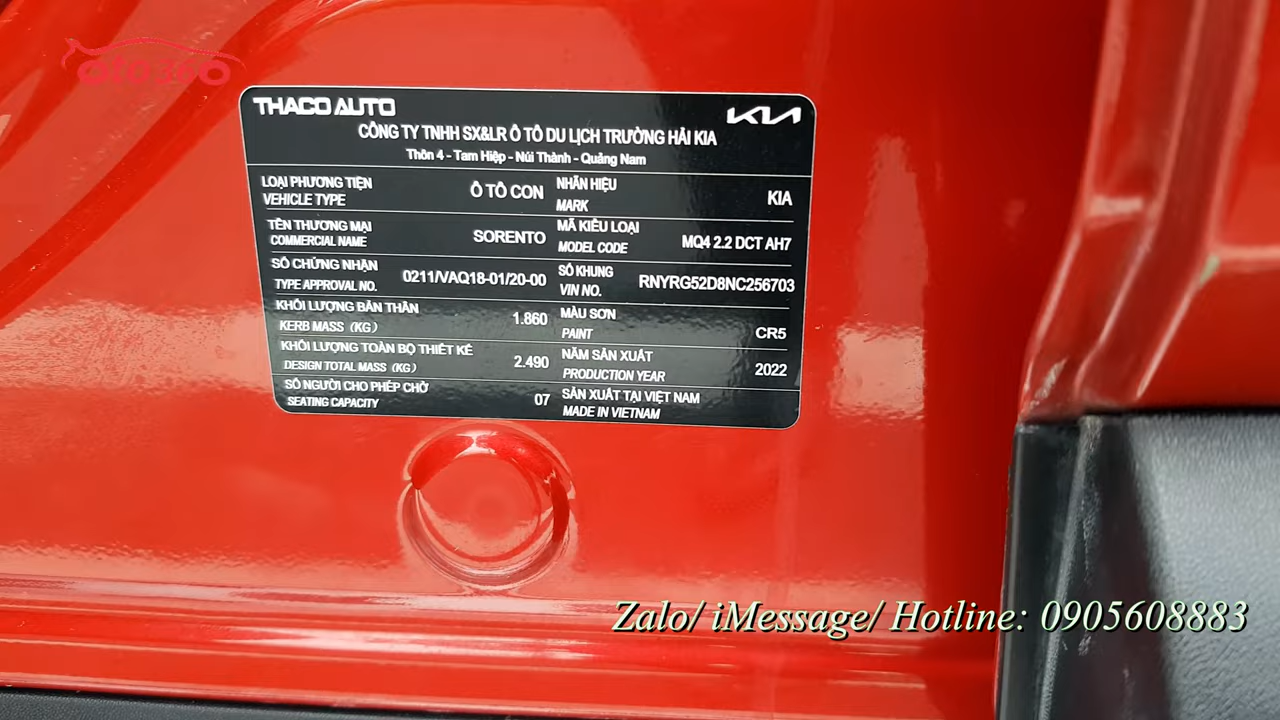 oto360
THACO AUTO
KIA
CÔNG TY TNHH SX&LR Ô TÔ DU LỊCH TRƯỜNG HẢI KIA
Thôn 4 - Tam Hiệp - Núi Thành - Quảng Nam
LOẠI PHƯƠNG TIỆN
VEHICLE TYPE
Ô TÔ CON
NHÃN HIỆU
MARK
KIA
TÊN THƯƠNG MẠI
COMMERCIAL NAME
SORENTO
MÃ KIỂU LOẠI
MODEL CODE
MQ4 2.2 DCT AH7
SỐ CHỨNG NHẬN
TYPE APPROVAL NO.
0211/VAQ18-01/20-00
SỐ KHUNG
VIN NO.
RNYRG52D8NC256703
KHỐI LƯỢNG BẢN THÂN
KERB MASS (KG)
1.860
MÀU SƠN
PAINT
CR5
KHỐI LƯỢNG TOÀN BỘ THIẾT KẾ
DESIGN TOTAL MASS (KG)
2.490
NĂM SẢN XUẤT
PRODUCTION YEAR
2022
SỐ NGƯỜI CHO PHÉP CHỞ
SEATING CAPACITY
07
SẢN XUẤT TẠI VIỆT NAM
MADE IN VIETNAM
Zalo/ iMessage/ Hotline: 0905608883